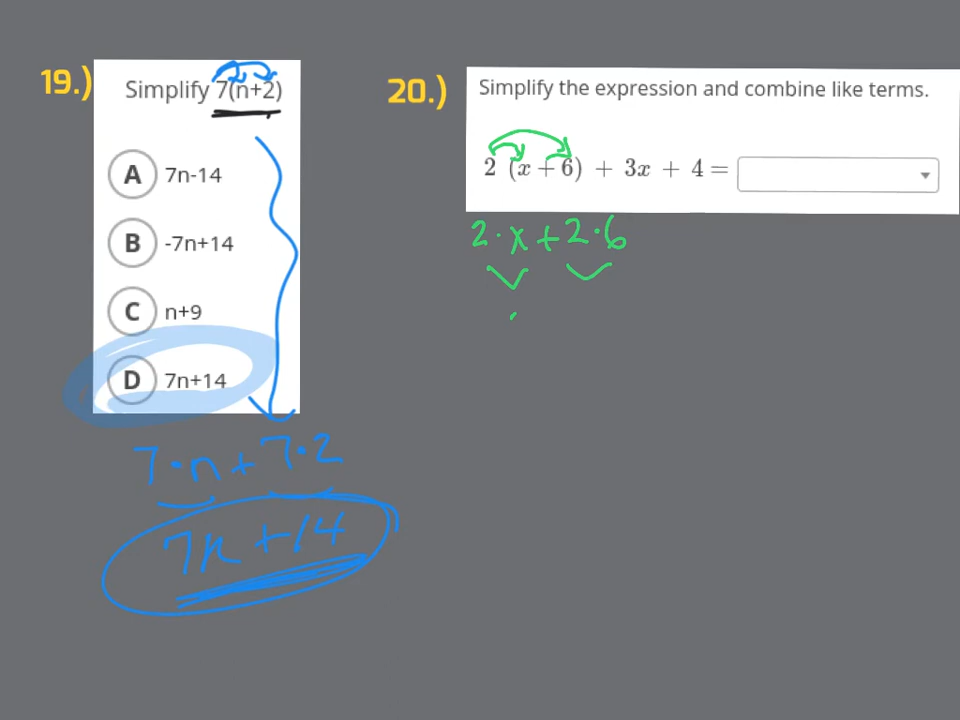 19.)
Simplify 7(n+2)
A 7n-14
B -7n+14
C n+9
D 7n+14
7·n+7·2
7n+14
20.)
Simplify the expression and combine like terms.
2 (x + 6) + 3x + 4 =
2·x+2·6